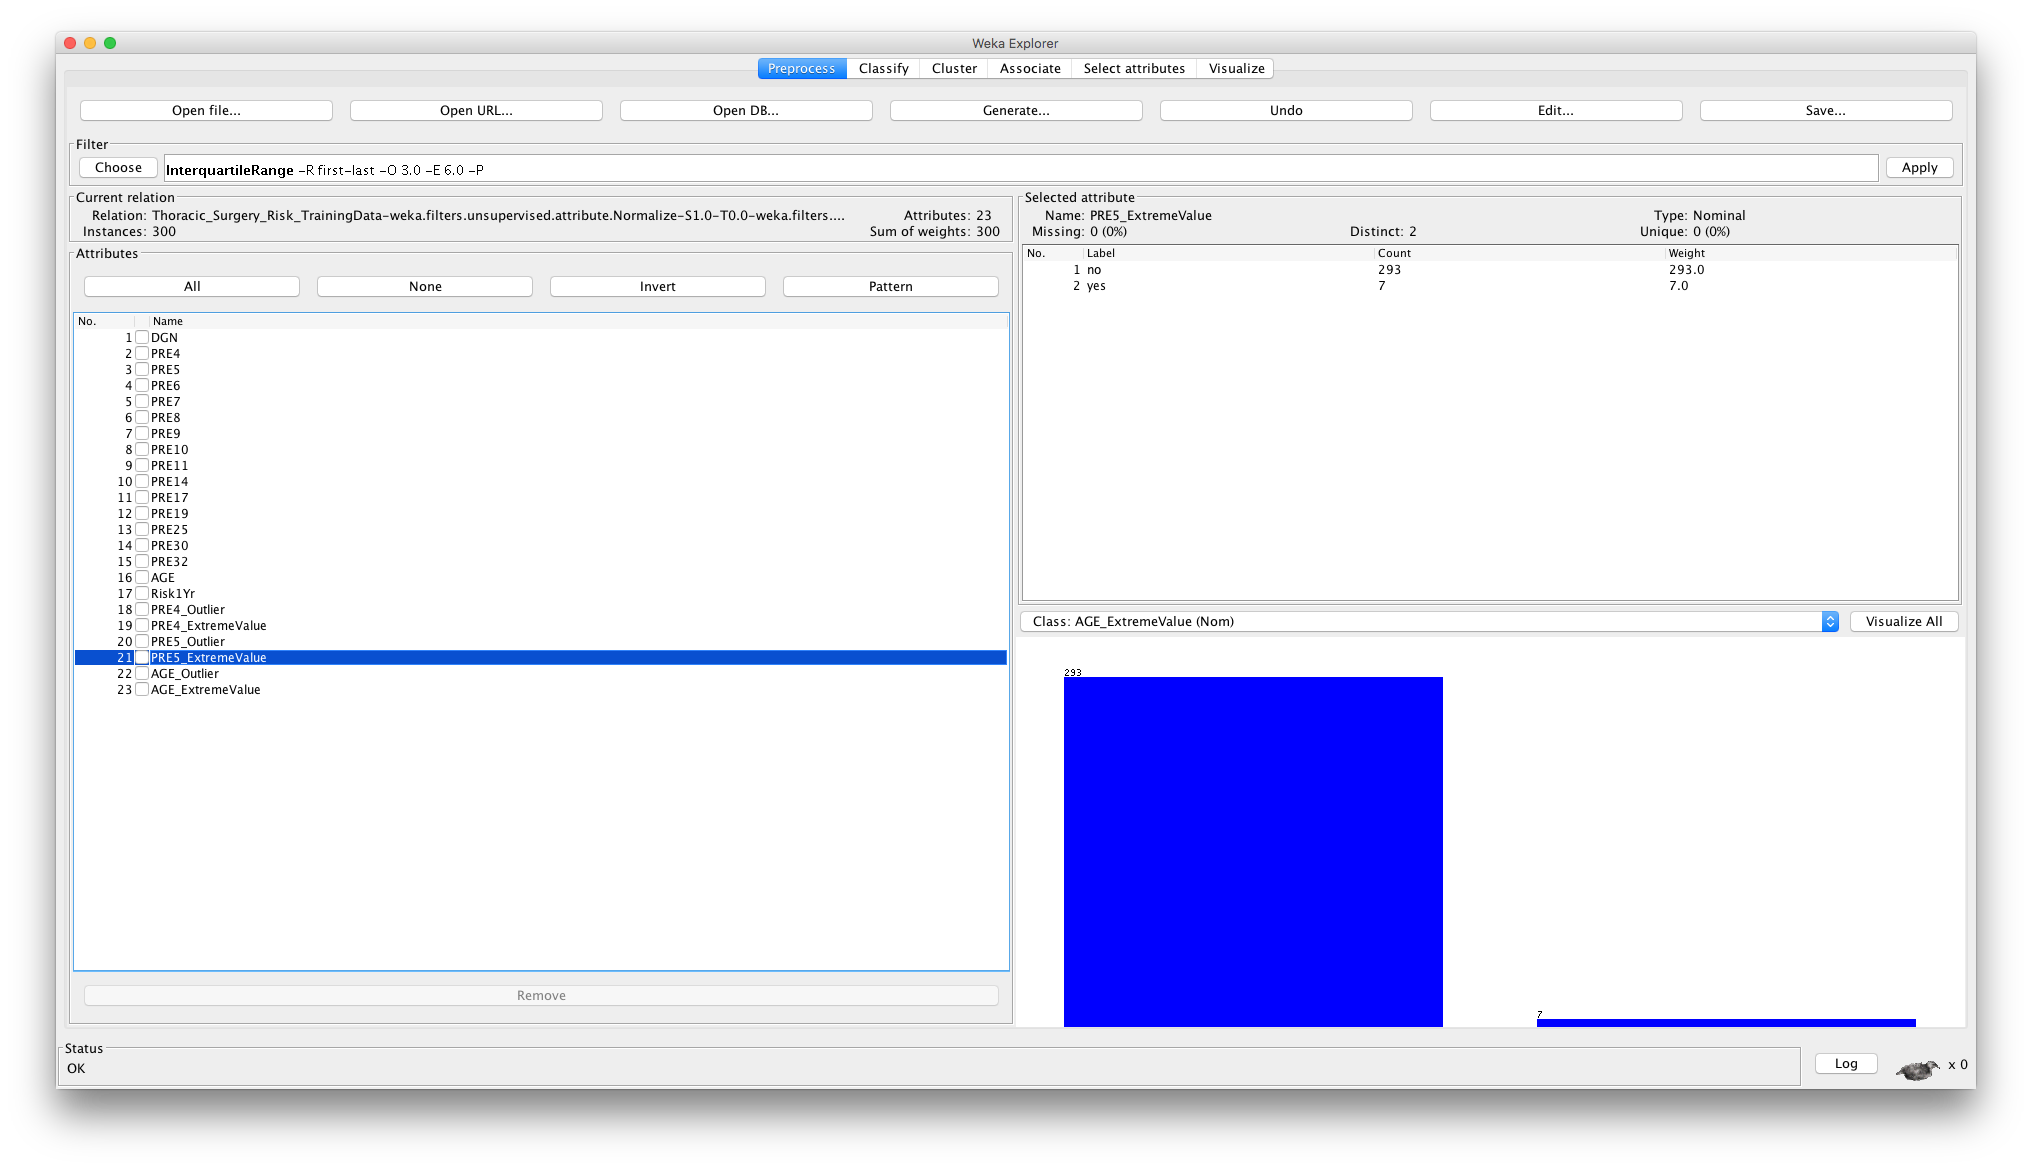 Weka Explorer
Preprocess Classify Cluster Associate Select attributes Visualize
Open file... Open URL... Open DB... Generate... Undo Edit... Save...
Filter
Choose InterquartileRange -R first-last -O 3.0 -E 6.0 -P Apply
Current relation
Relation: Thoracic_Surgery_Risk_TrainingData-weka.filters.unsupervised.attribute.Normalize-S1.0-T0.0-weka.filters.... Attributes: 23
Instances: 300 Sum of weights: 300
Attributes
All None Invert Pattern
No. Name
1 DGN
2 PRE4
3 PRE5
4 PRE6
5 PRE7
6 PRE8
7 PRE9
8 PRE10
9 PRE11
10 PRE14
11 PRE17
12 PRE19
13 PRE25
14 PRE30
15 PRE32
16 AGE
17 Risk1Yr
18 PRE4_Outlier
19 PRE4_ExtremeValue
20 PRE5_Outlier
21 PRE5_ExtremeValue
22 AGE_Outlier
23 AGE_ExtremeValue
Remove
Selected attribute
Name: PRE5_ExtremeValue Type: Nominal
Missing: 0 (0%) Distinct: 2 Unique: 0 (0%)
No. Label Count Weight
1 no 293 293.0
2 yes 7 7.0
Class: AGE_ExtremeValue (Nom) Visualize All
293
7
Status
OK
Log x 0